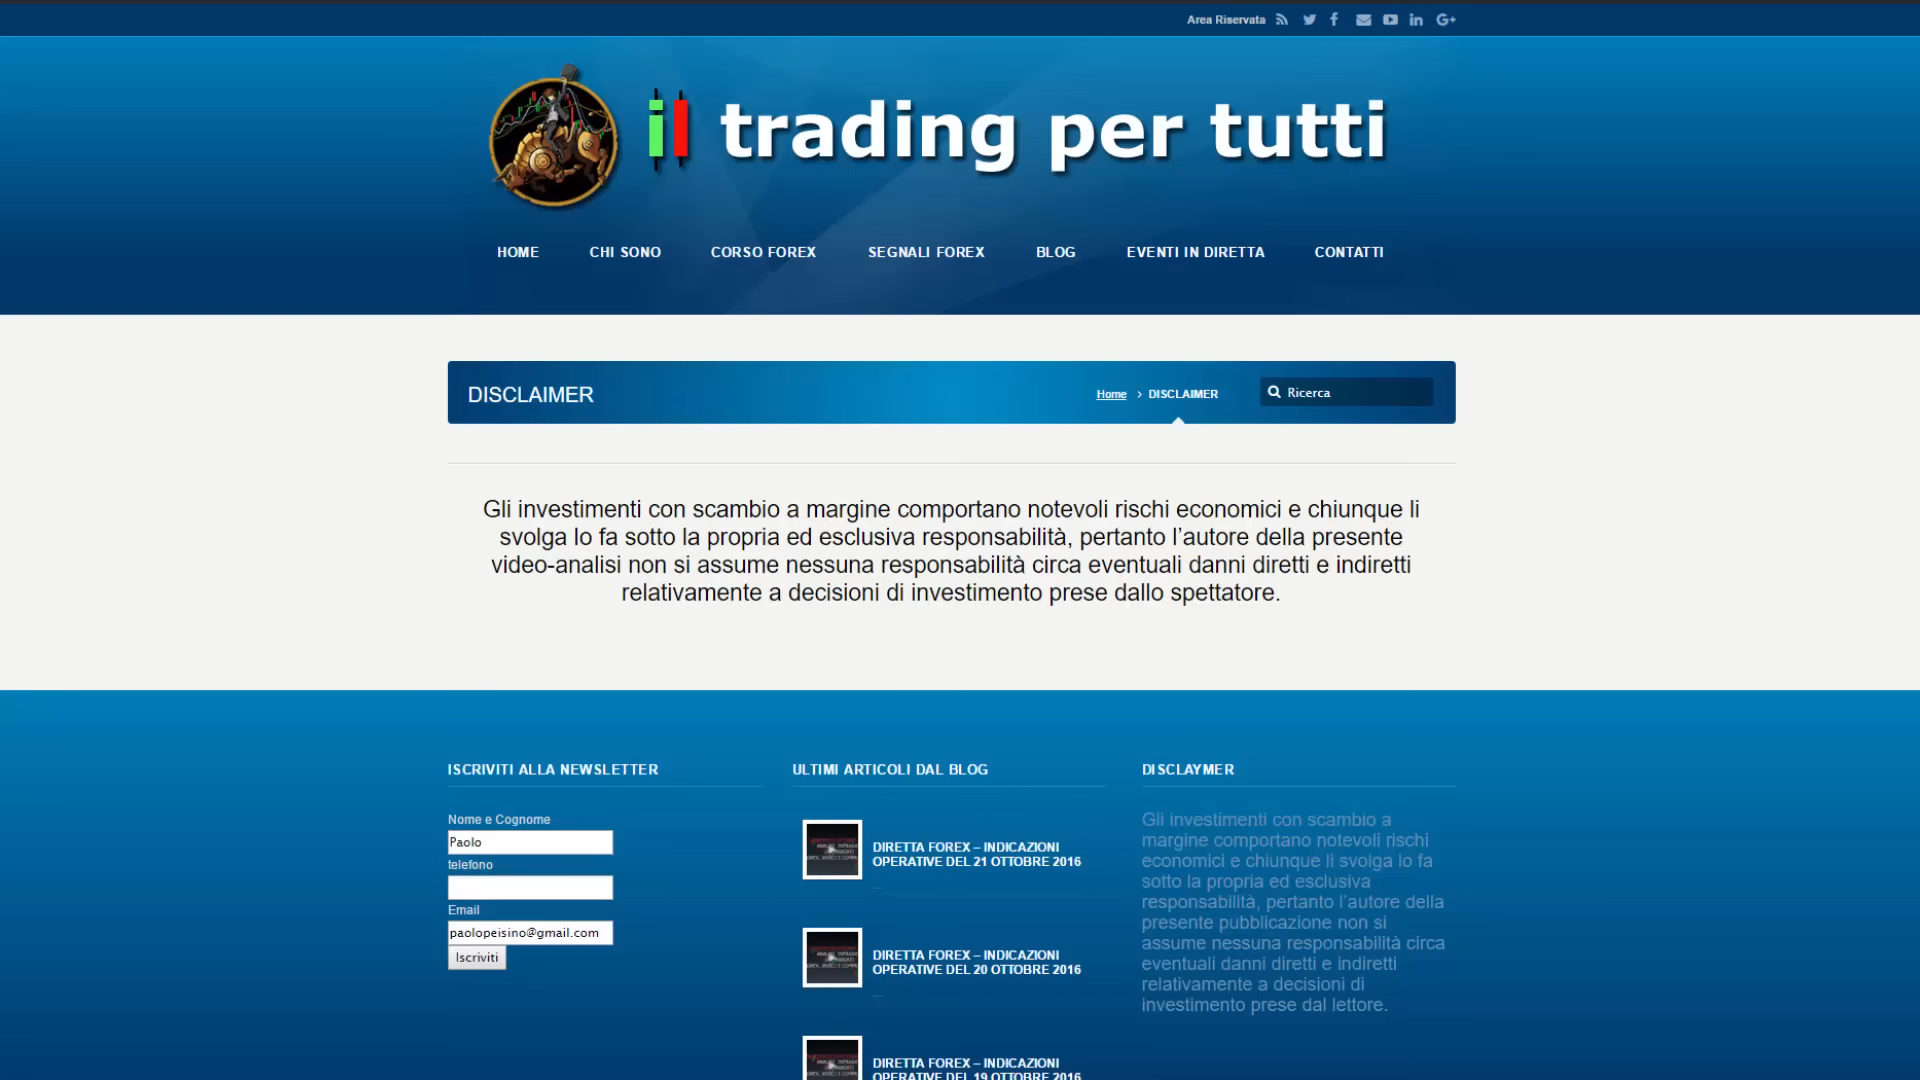 Area Riservata
il trading per tutti
HOME CHI SONO CORSO FOREX SEGNALI FOREX BLOG EVENTI IN DIRETTA CONTATTI
DISCLAIMER
Home > DISCLAIMER
Ricerca
Gli investimenti con scambio a margine comportano notevoli rischi economici e chiunque li
svolga lo fa sotto la propria ed esclusiva responsabilità, pertanto l’autore della presente
video-analisi non si assume nessuna responsabilità circa eventuali danni diretti e indiretti
relativamente a decisioni di investimento prese dallo spettatore.
ISCRIVITI ALLA NEWSLETTER
Nome e Cognome
Paolo
telefono
Email
paolopeisino@gmail.com
Iscriviti
ULTIMI ARTICOLI DAL BLOG
DIRETTA FOREX – INDICAZIONI
OPERATIVE DEL 21 OTTOBRE 2016
...
DIRETTA FOREX – INDICAZIONI
OPERATIVE DEL 20 OTTOBRE 2016
...
DIRETTA FOREX – INDICAZIONI
OPERATIVE DEL 19 OTTOBRE 2016
DISCLAYMER
Gli investimenti con scambio a
margine comportano notevoli rischi
economici e chiunque li svolga lo fa
sotto la propria ed esclusiva
responsabilità, pertanto l’autore della
presente pubblicazione non si
assume nessuna responsabilità circa
eventuali danni diretti e indiretti
relativamente a decisioni di
investimento prese dal lettore.